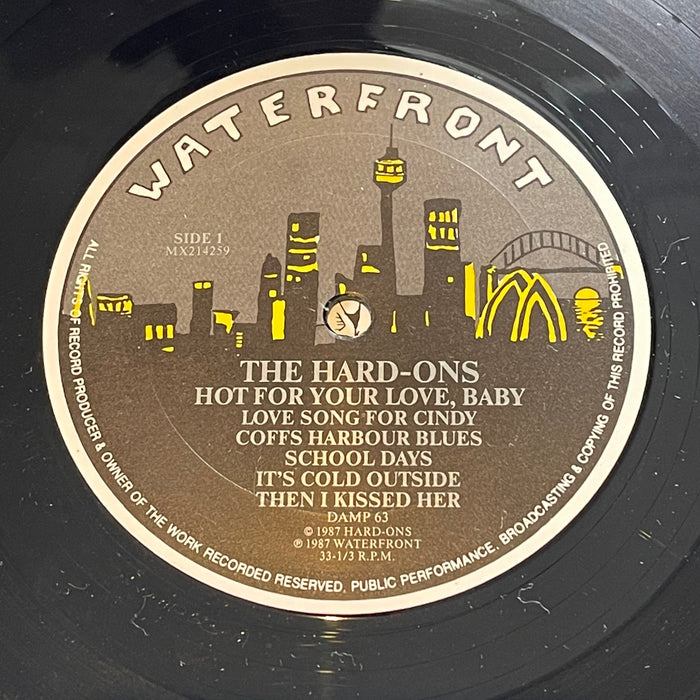 WATERFRONT
SIDE 1
MX214259
THE HARD-ONS
HOT FOR YOUR LOVE, BABY
LOVE SONG FOR CINDY
COFFS HARBOUR BLUES
SCHOOL DAYS
IT'S COLD OUTSIDE
THEN I KISSED HER
DAMP 63
© 1987 HARD-ONS
℗ 1987 WATERFRONT
33-1/3 R.P.M.
ALL RIGHTS OF RECORD PRODUCER & OWNER OF THE WORK RECORDED RESERVED. PUBLIC PERFORMANCE. BROADCASTING & COPYING OF THIS RECORD PROHIBITED